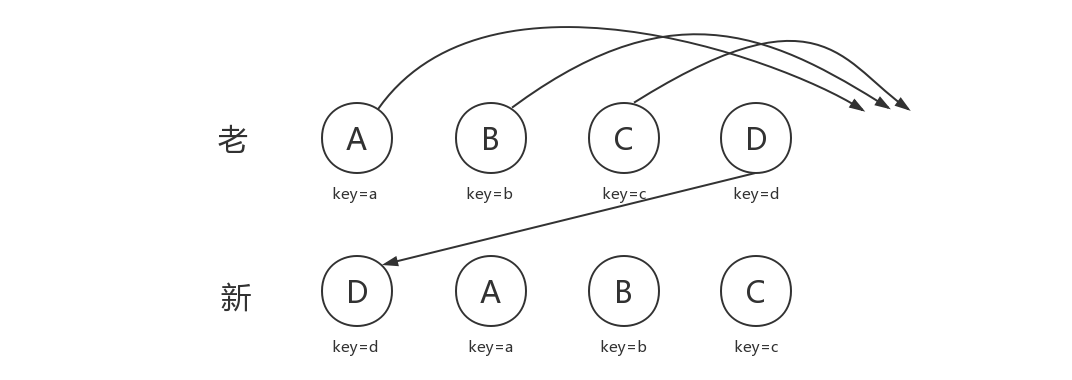 老 A B C D
key=a key=b key=c key=d
新 D A B C
key=d key=a key=b key=c